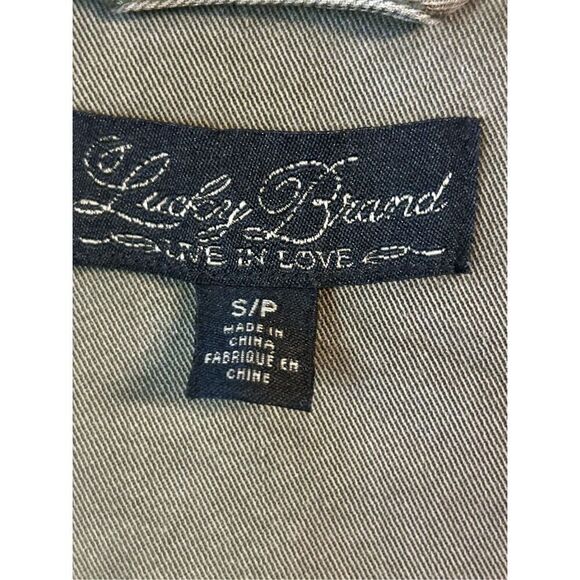 Lucky Brand
LIVE IN LOVE
S/P
MADE IN
CHINA
FABRIQUÉ EN
CHINE